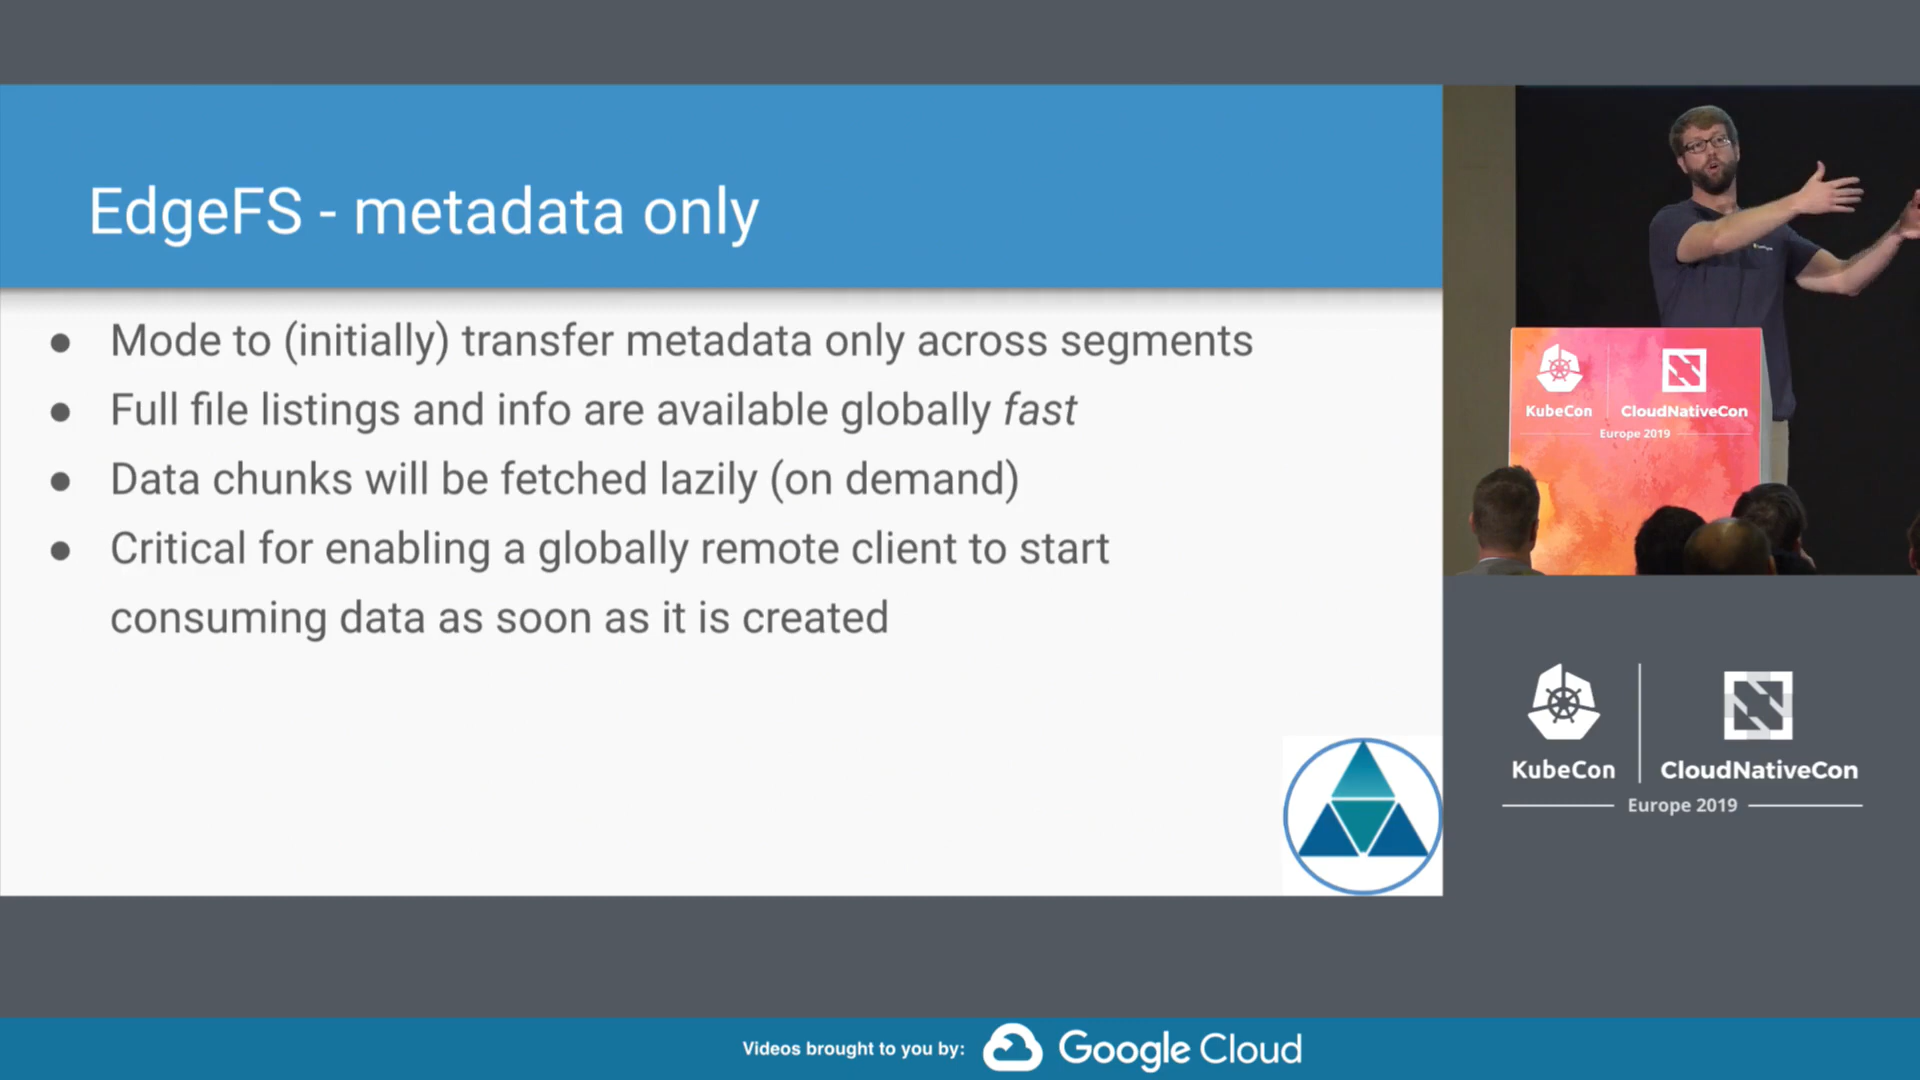 EdgeFS - metadata only
● Mode to (initially) transfer metadata only across segments
● Full file listings and info are available globally fast
● Data chunks will be fetched lazily (on demand)
● Critical for enabling a globally remote client to start
consuming data as soon as it is created
KubeCon
CloudNativeCon
Europe 2019
KubeCon
CloudNativeCon
Europe 2019
Videos brought to you by:
Google Cloud